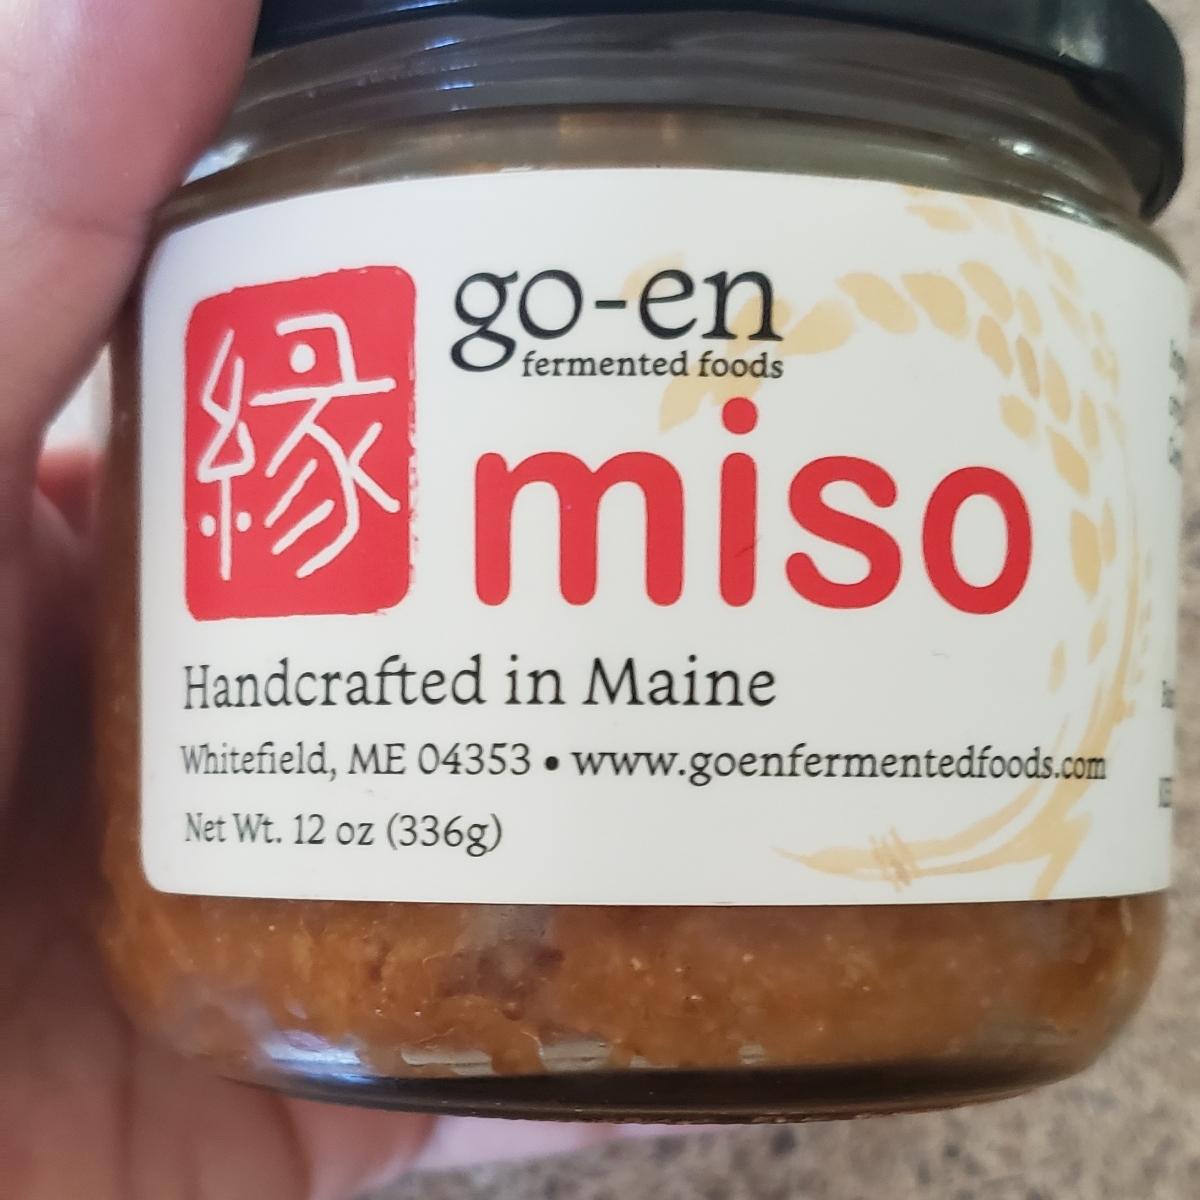 縁
go-en
fermented foods
miso
Handcrafted in Maine
Whitefield, ME 04353 • www.goenfermentedfoods.com
Net Wt. 12 oz (336g)